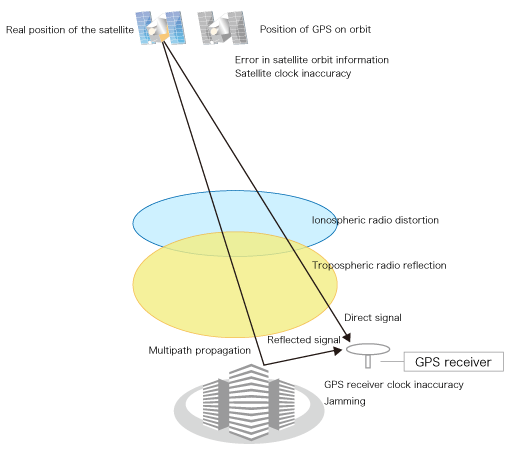 Real position of the satellite
Position of GPS on orbit
Error in satellite orbit information
Satellite clock inaccuracy
Ionospheric radio distortion
Tropospheric radio reflection
Direct signal
Reflected signal
Multipath propagation
GPS receiver
GPS receiver clock inaccuracy
Jamming